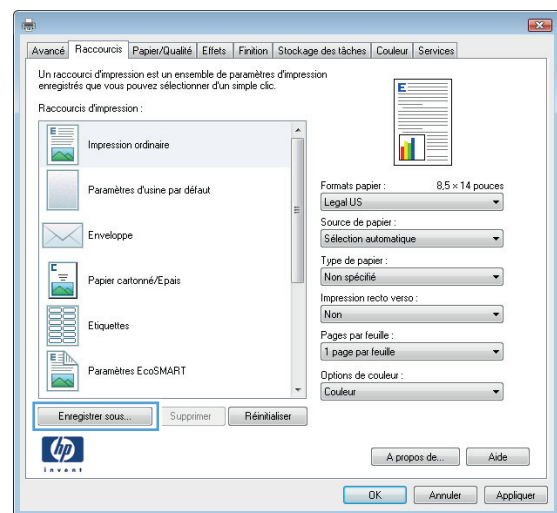 Avancé Raccourcis Papier/Qualité Effets Finition Stockage des tâches Couleur Services
Un raccourci d'impression est un ensemble de paramètres d'impression
enregistrés que vous pouvez sélectionner d'un simple clic.
Raccourcis d'impression :
Impression ordinaire
Paramètres d'usine par défaut
Enveloppe
Papier cartonné/Epais
Etiquettes
Paramètres EcoSMART
Enregistrer sous...
Supprimer
Réinitialiser
E
Formats papier : 8,5 × 14 pouces
Legal US
Source de papier :
Sélection automatique
Type de papier :
Non spécifié
Impression recto verso :
Non
Pages par feuille :
1 page par feuille
Options de couleur :
Couleur
hp
invent
A propos de... Aide
OK Annuler Appliquer